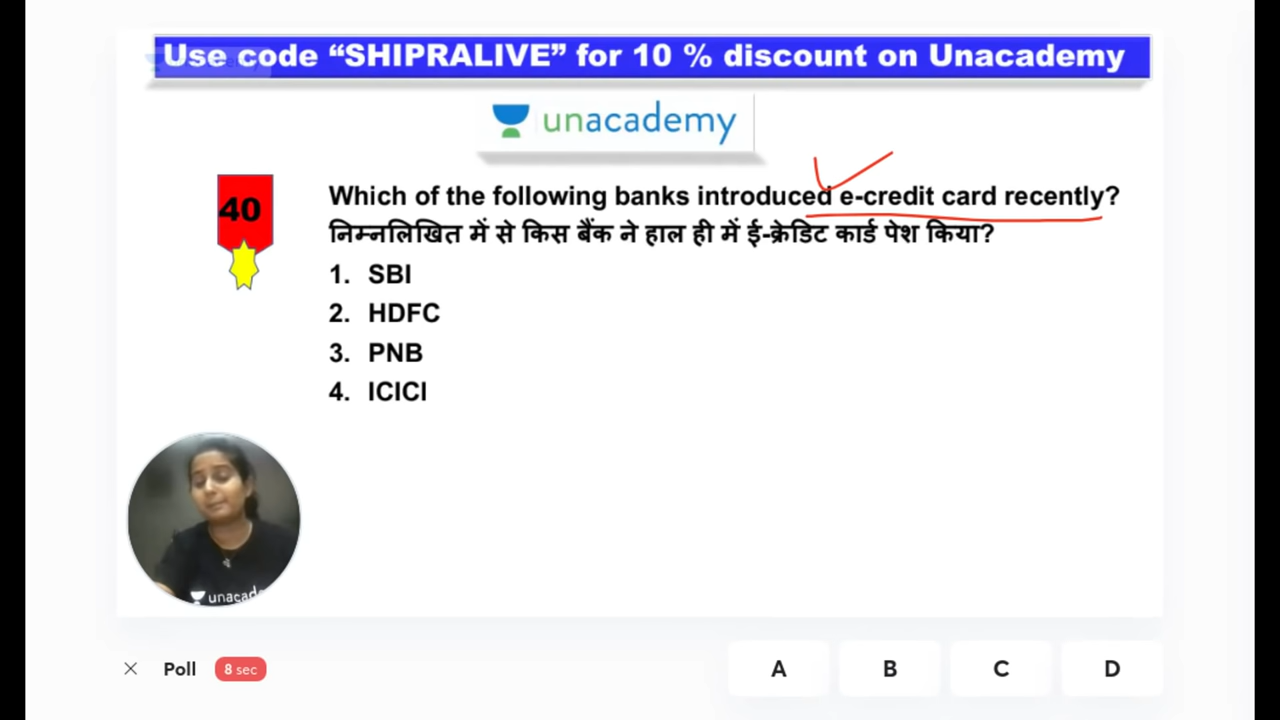 Use code “SHIPRALIVE” for 10 % discount on Unacademy
unacademy
40
Which of the following banks introduced e-credit card recently?
निम्नलिखित में से किस बैंक ने हाल ही में ई-क्रेडिट कार्ड पेश किया?
1. SBI
2. HDFC
3. PNB
4. ICICI
Poll
8 sec
A
B
C
D